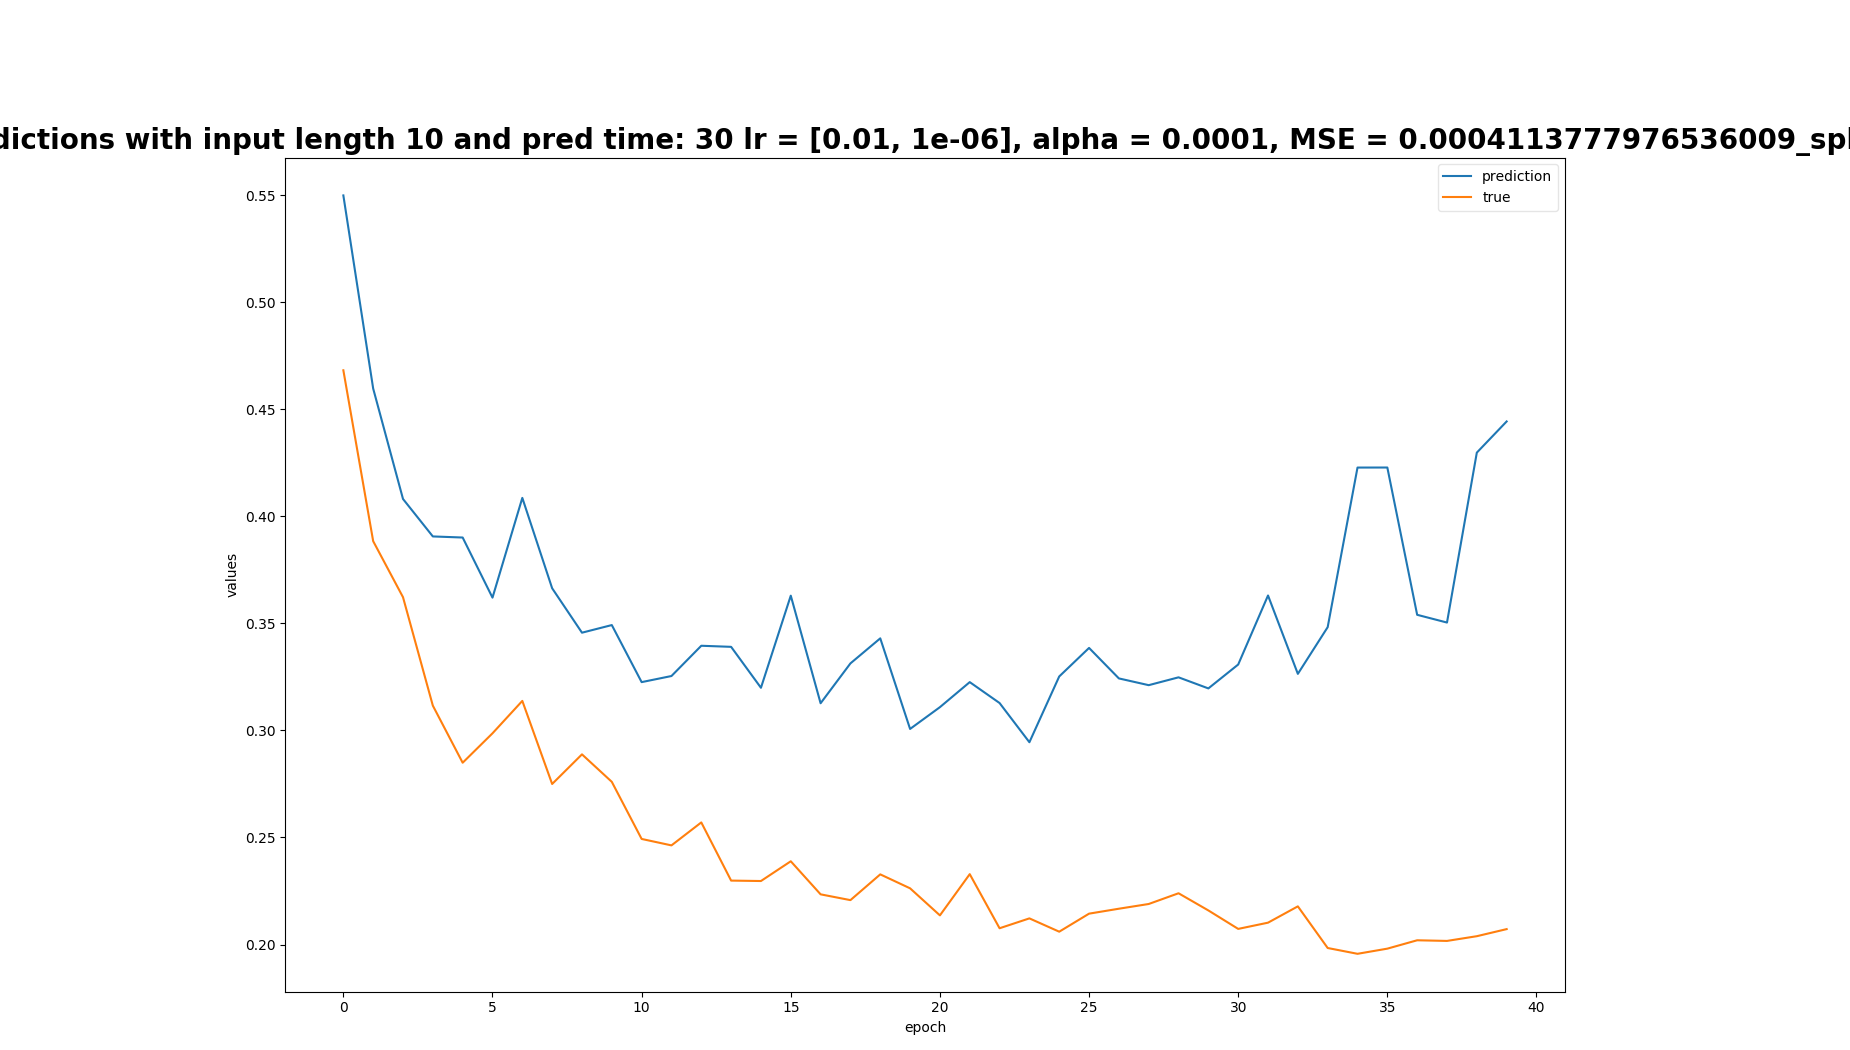 dictions with input length 10 and pred time: 30 lr = [0.01, 1e-06], alpha = 0.0001, MSE = 0.0004113777976536009_spl
prediction
true
0.55
0.50
0.45
0.40
0.35
0.30
0.25
0.20
values
0 5 10 15 20 25 30 35 40
epoch